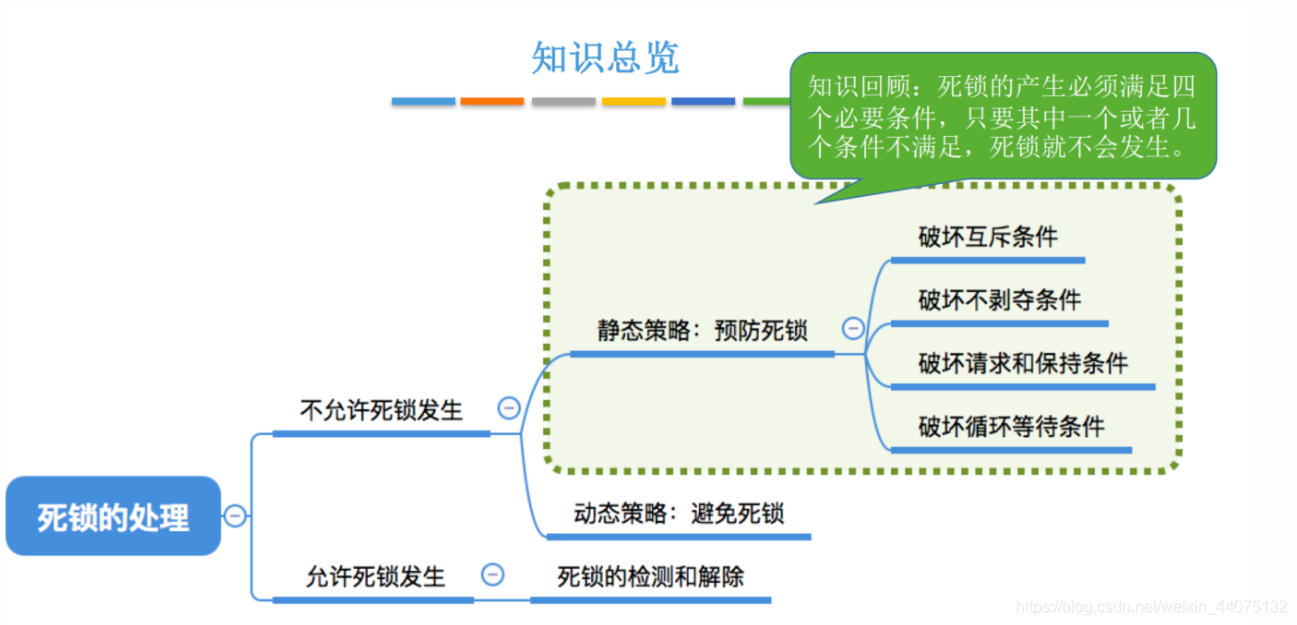 知识总览
知识回顾：死锁的产生必须满足四
个必要条件，只要其中一个或者几
个条件不满足，死锁就不会发生。
破坏互斥条件
破坏不剥夺条件
静态策略：预防死锁
破坏请求和保持条件
不允许死锁发生
破坏循环等待条件
死锁的处理
动态策略：避免死锁
允许死锁发生
死锁的检测和解除
https://blog.csdn.net/weixin_44075132